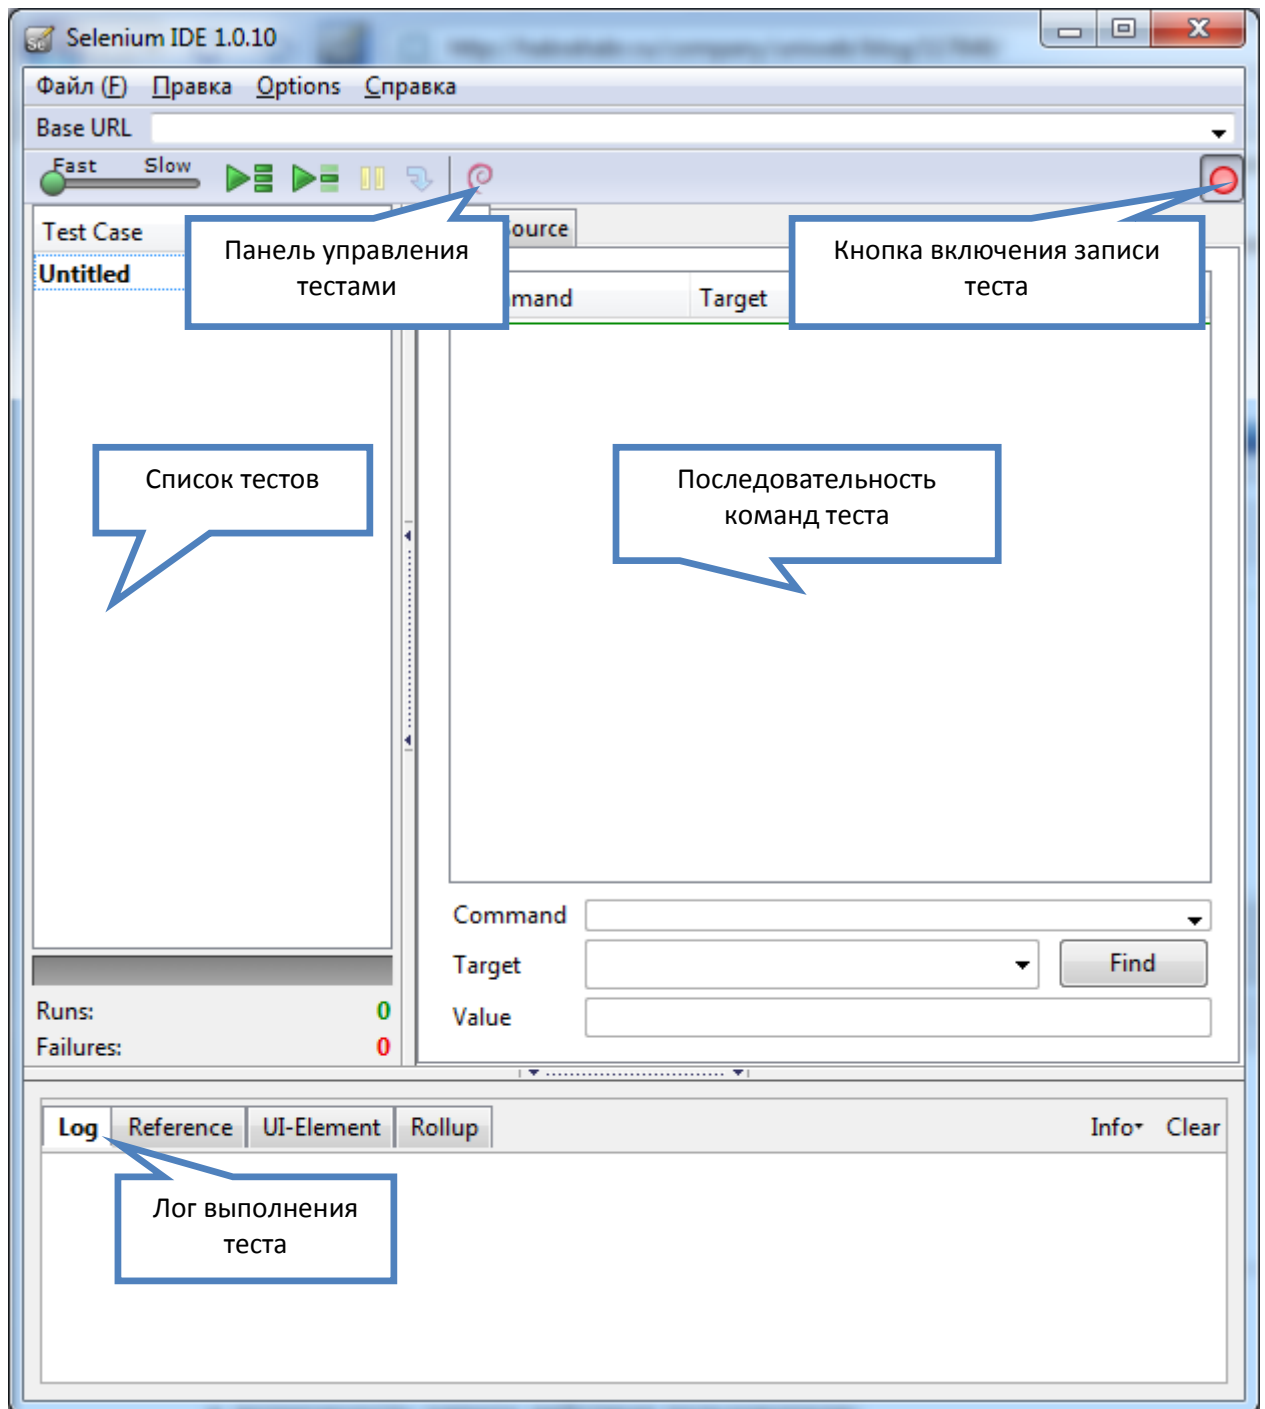 Selenium IDE 1.0.10
Файл (F) Правка Options Справка
Base URL
Fast Slow
Test Case
Untitled
Панель управления
тестами
ource
mmand
Target
Кнопка включения записи
теста
Список тестов
Последовательность
команд теста
Command
Target
Find
Value
Runs: 0
Failures: 0
Log Reference UI-Element Rollup
Info Clear
Лог выполнения
теста